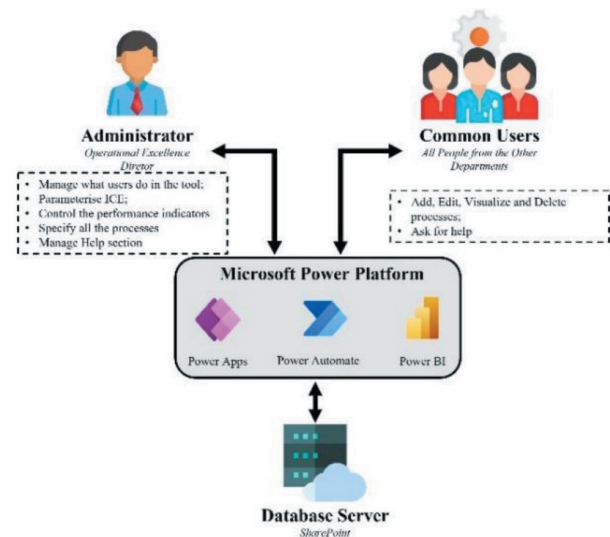 Administrator
Operational Excellence
Diretor
• Manage what users do in the tool;
• Parameterise ICE;
• Control the performance indicators
• Specify all the processes
• Manage Help section
Common Users
All People from the Other
Departments
• Add, Edit, Visualize and Delete
processes;
• Ask for help
Microsoft Power Platform
Power Apps
Power Automate
Power BI
Database Server
SharePoint